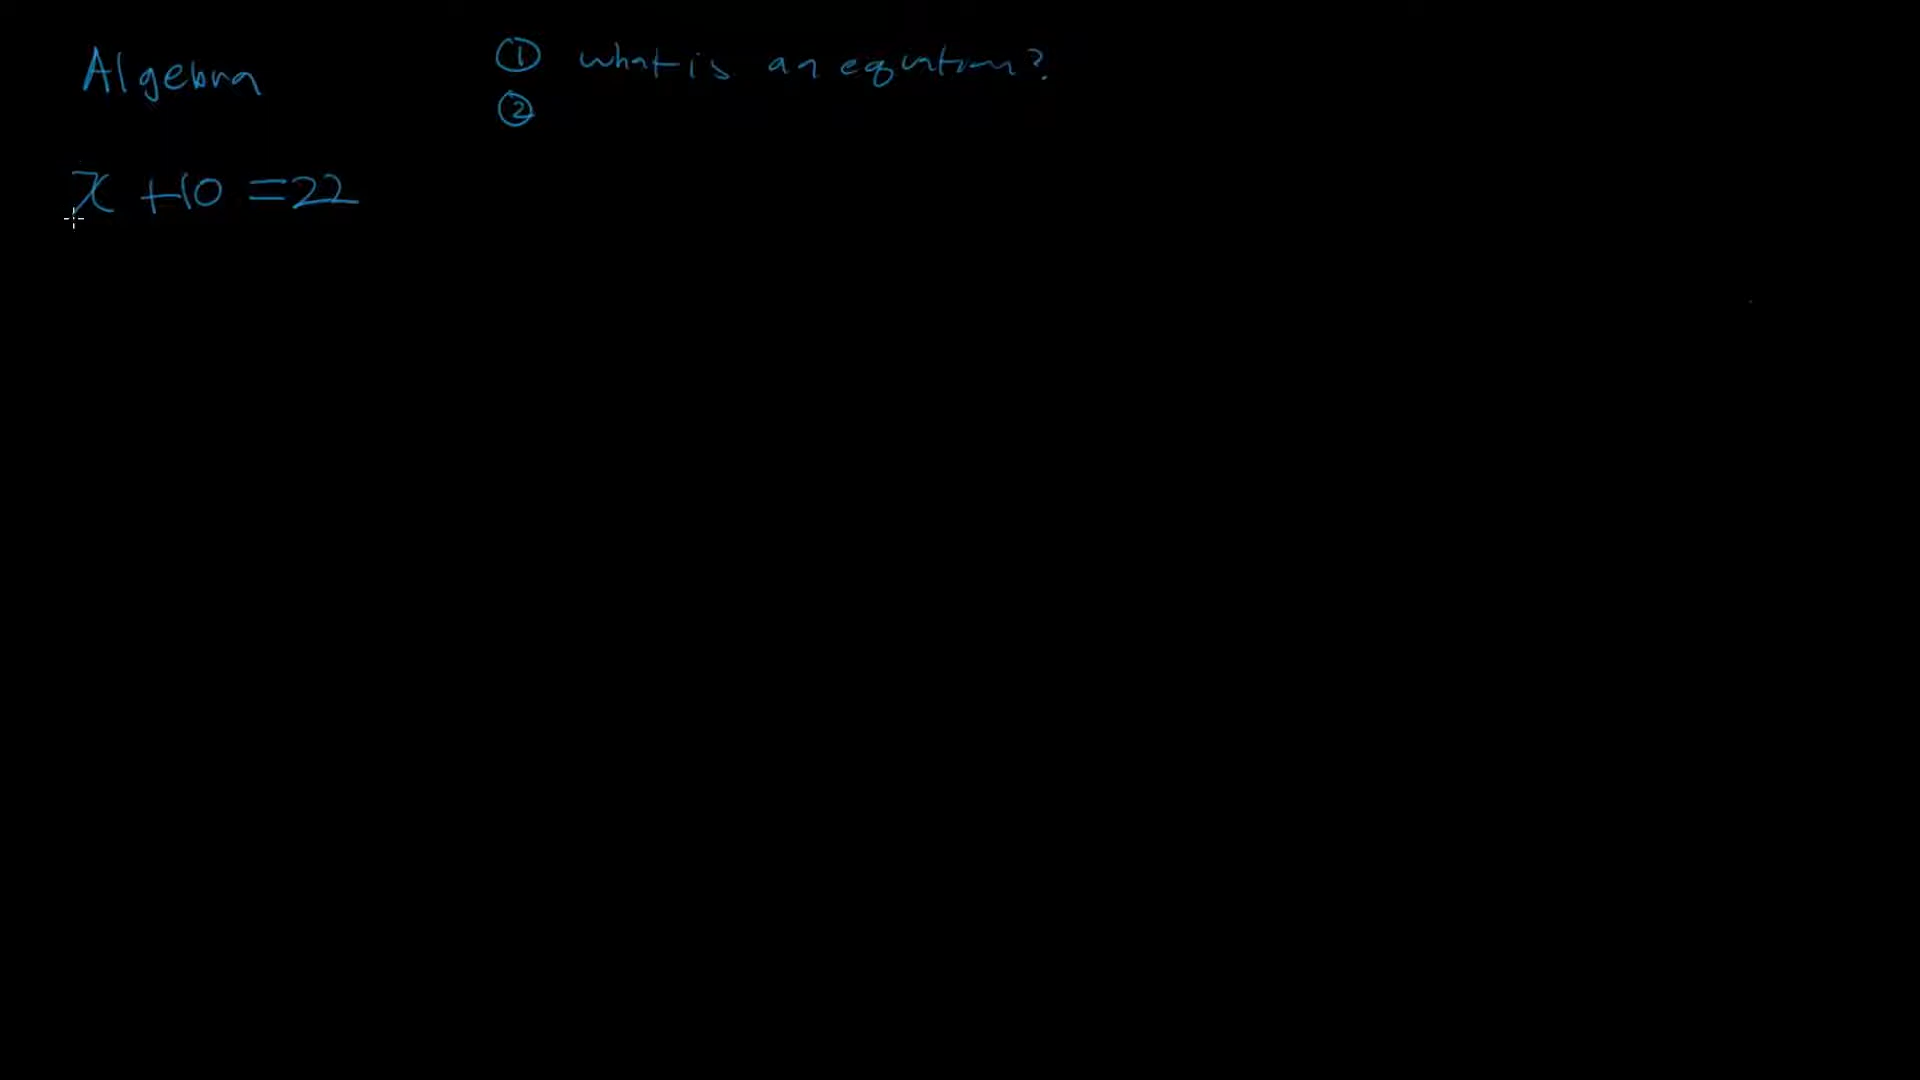 Algebra
① what is an equation?
②
x +10 =22